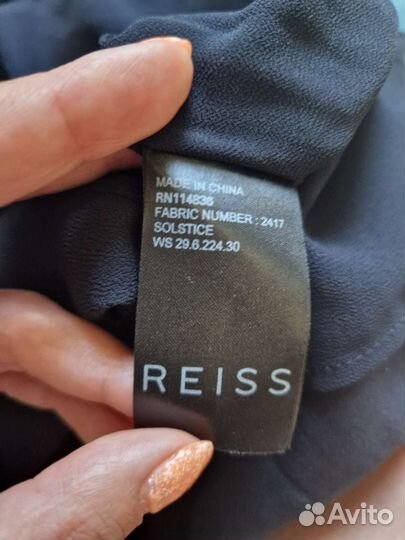 MADE IN CHINA
RN114836
FABRIC NUMBER : 2417
SOLSTICE
WS 29.6.224.30
REISS
Avito